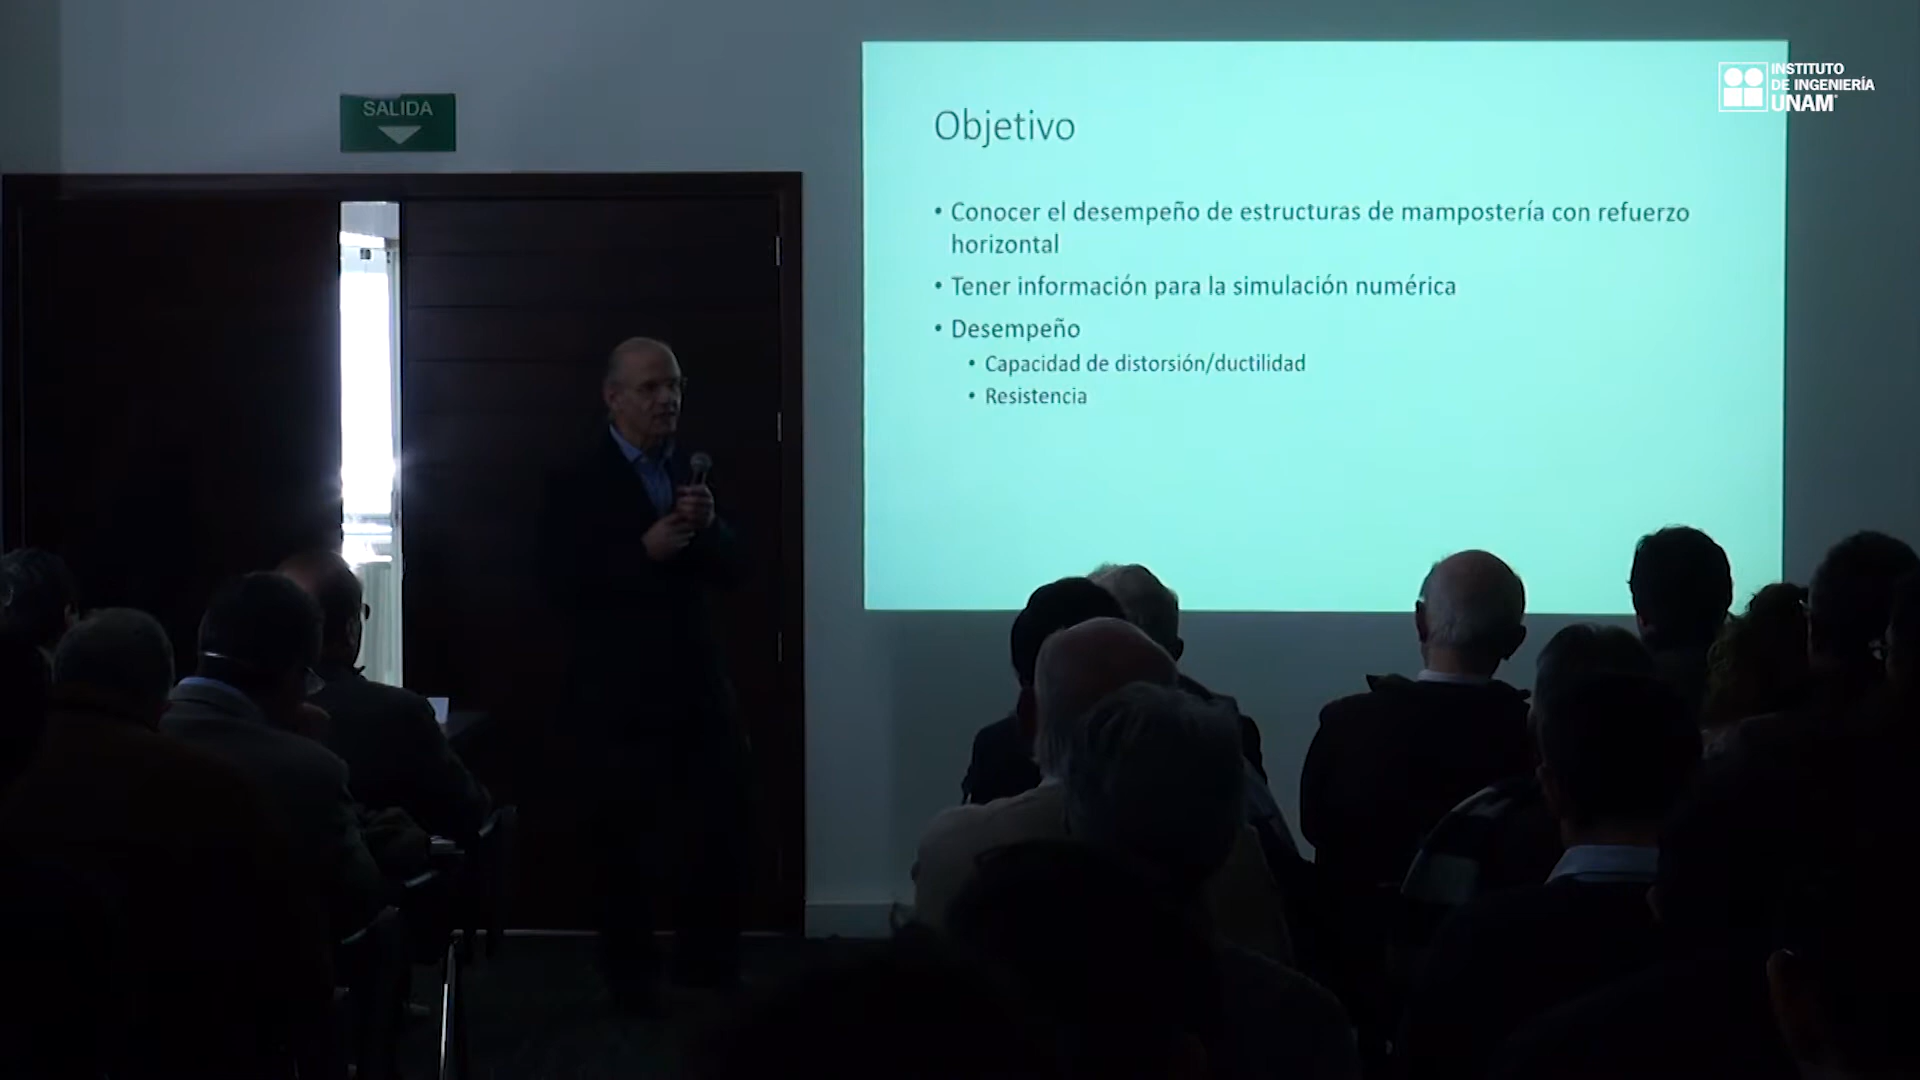 SALIDA
INSTITUTO
DE INGENIERÍA
UNAM
Objetivo
• Conocer el desempeño de estructuras de mampostería con refuerzo
horizontal
• Tener información para la simulación numérica
• Desempeño
• Capacidad de distorsión/ductilidad
• Resistencia